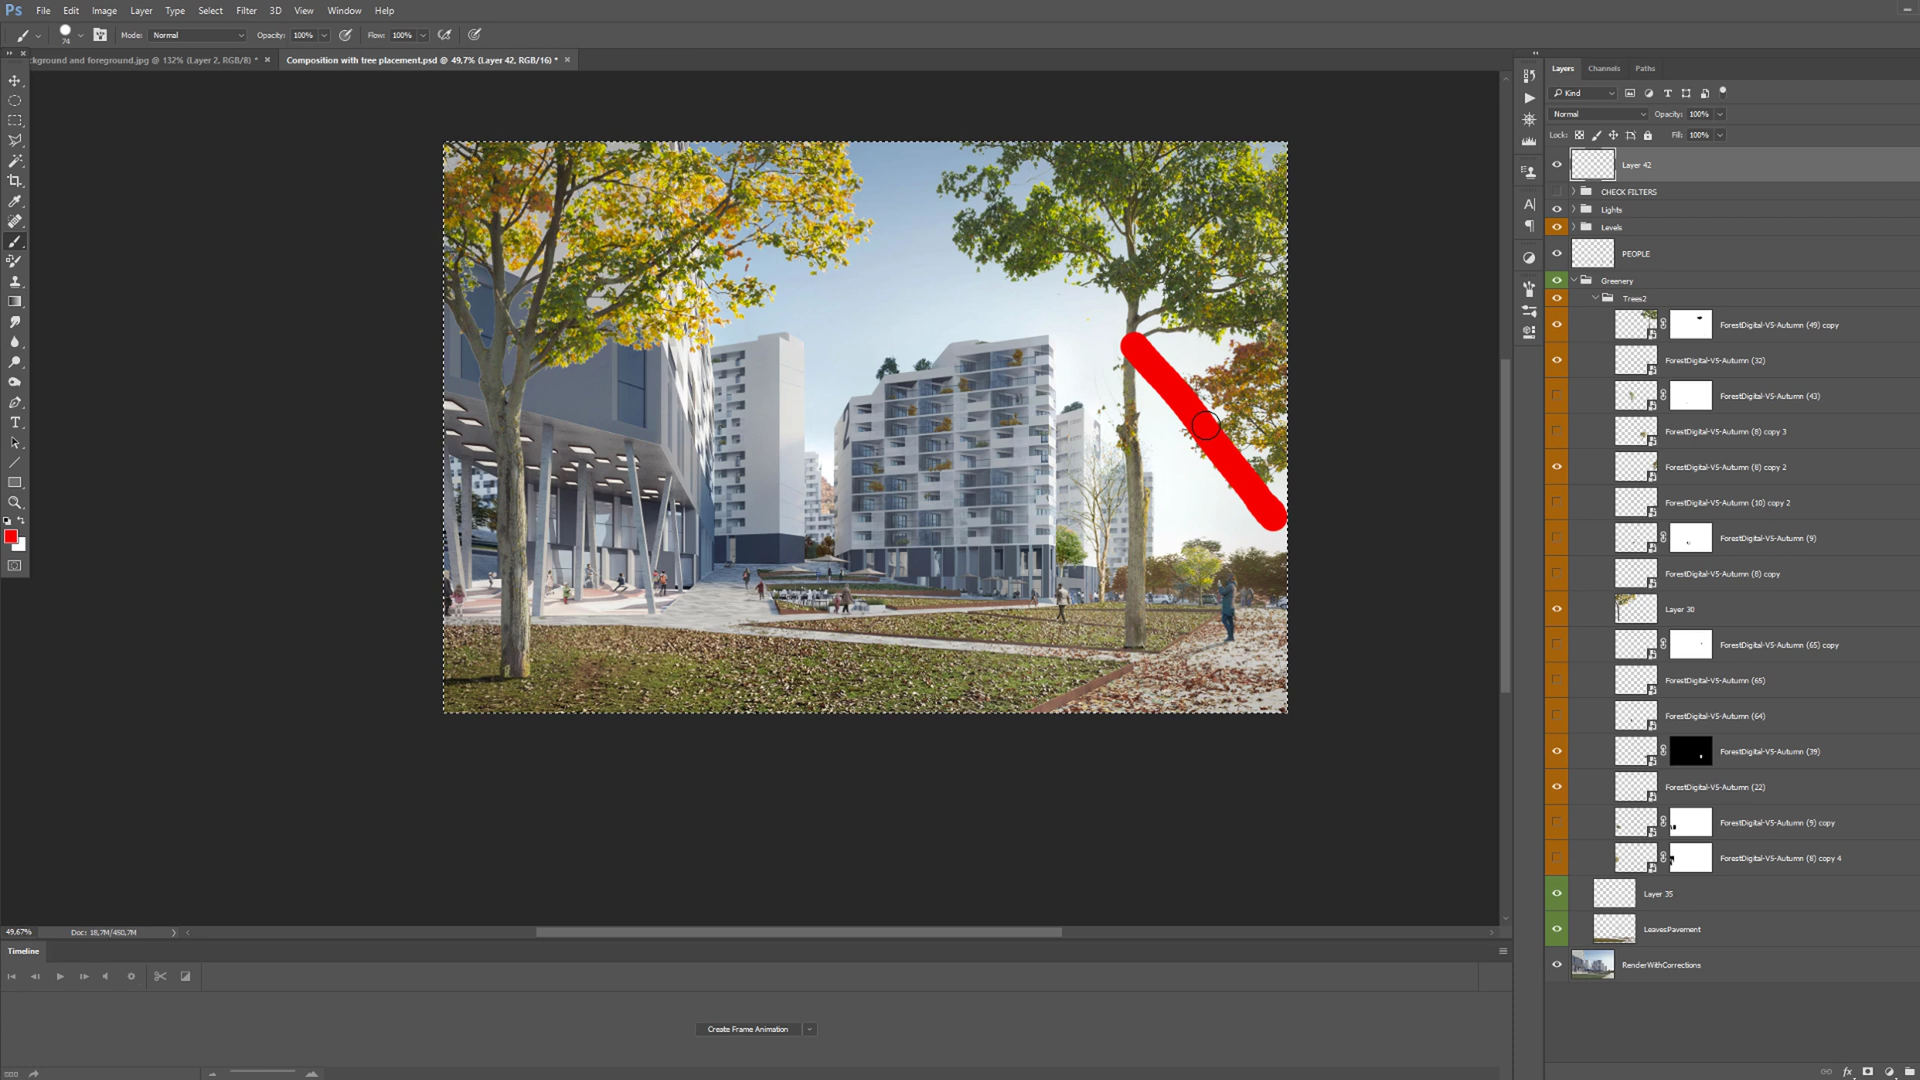 Ps File Edit Image Layer Type Select Filter 3D View Window Help
74 Mode: Normal Opacity: 100% Flow: 100%
kground and foreground.jpg @ 132% (Layer 2, RGB/8) * × Composition with tree placement.psd @ 49,7% (Layer 42, RGB/16) * ×
Layers Channels Paths
Kind
Normal Opacity: 100%
Lock: Fill: 100%
Layer 42
CHECK FILTERS
Lights
Levels
PEOPLE
Greenery
Trees2
ForestDigital-V5-Autumn (49) copy
ForestDigital-V5-Autumn (32)
ForestDigital-V5-Autumn (43)
ForestDigital-V5-Autumn (8) copy 3
ForestDigital-V5-Autumn (8) copy 2
ForestDigital-V5-Autumn (10) copy 2
ForestDigital-V5-Autumn (9)
ForestDigital-V5-Autumn (8) copy
Layer 30
ForestDigital-V5-Autumn (65) copy
ForestDigital-V5-Autumn (65)
ForestDigital-V5-Autumn (64)
ForestDigital-V5-Autumn (39)
ForestDigital-V5-Autumn (22)
ForestDigital-V5-Autumn (9) copy
ForestDigital-V5-Autumn (8) copy 4
Layer 35
LeavesPavement
RenderWithCorrections
49.67% Doc: 18,7M/450,7M
Timeline
Create Frame Animation
fx